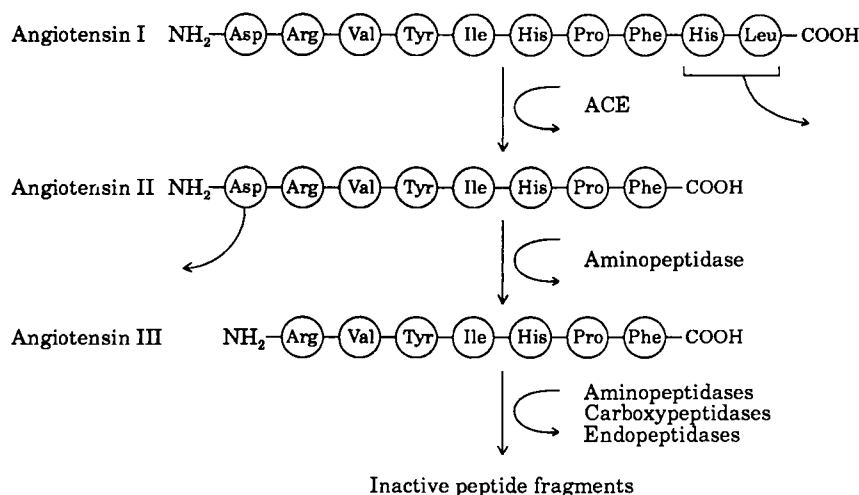 Angiotensin I NH2-Asp-Arg-Val-Tyr-Ile-His-Pro-Phe-His-Leu-COOH
ACE
Angiotensin II NH2-Asp-Arg-Val-Tyr-Ile-His-Pro-Phe-COOH
Aminopeptidase
Angiotensin III NH2-Arg-Val-Tyr-Ile-His-Pro-Phe-COOH
Aminopeptidases
Carboxypeptidases
Endopeptidases
Inactive peptide fragments